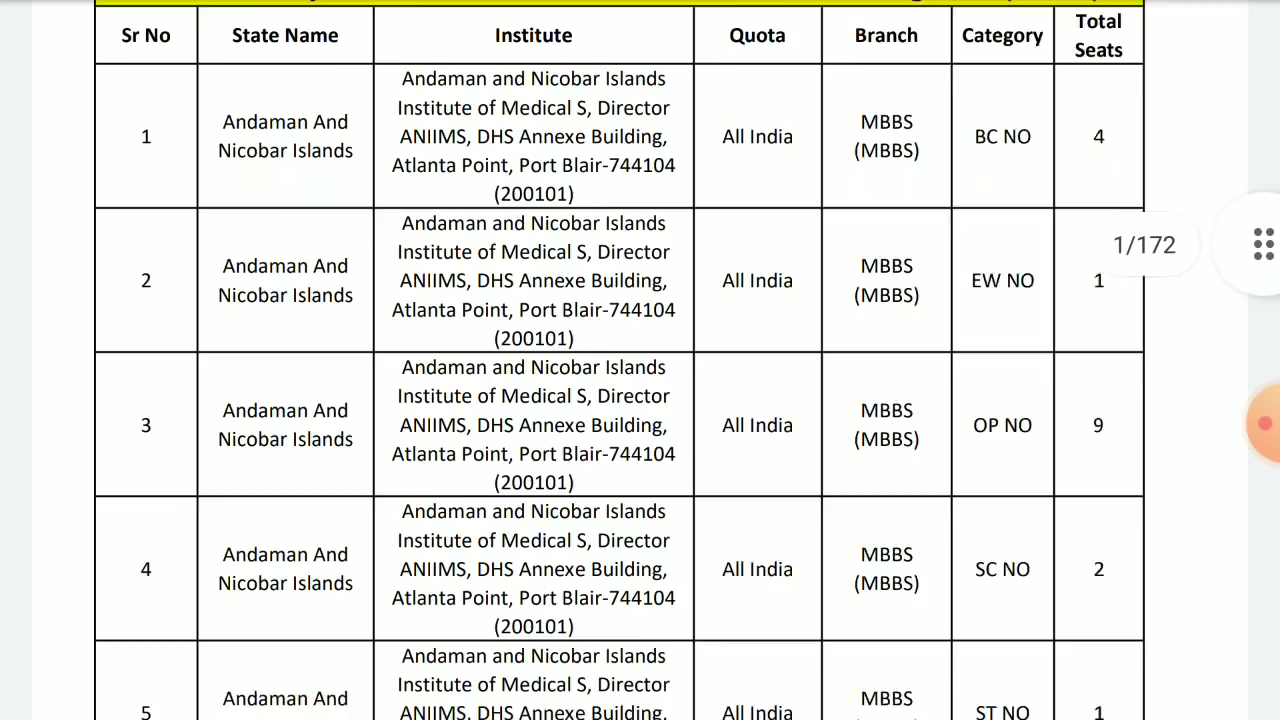 Sr No State Name Institute Quota Branch Category Total Seats
Andaman and Nicobar Islands
Institute of Medical S, Director
1 Andaman And Nicobar Islands ANIIMS, DHS Annexe Building, All India MBBS (MBBS) BC NO 4
Atlanta Point, Port Blair-744104
(200101)
1/172
Andaman and Nicobar Islands
Institute of Medical S, Director
2 Andaman And Nicobar Islands ANIIMS, DHS Annexe Building, All India MBBS (MBBS) EW NO 1
Atlanta Point, Port Blair-744104
(200101)
Andaman and Nicobar Islands
Institute of Medical S, Director
3 Andaman And Nicobar Islands ANIIMS, DHS Annexe Building, All India MBBS (MBBS) OP NO 9
Atlanta Point, Port Blair-744104
(200101)
Andaman and Nicobar Islands
Institute of Medical S, Director
4 Andaman And Nicobar Islands ANIIMS, DHS Annexe Building, All India MBBS (MBBS) SC NO 2
Atlanta Point, Port Blair-744104
(200101)
Andaman and Nicobar Islands
Institute of Medical S, Director
5 Andaman And ANIIMS, DHS Annexe Building, All India MBBS ST NO 1